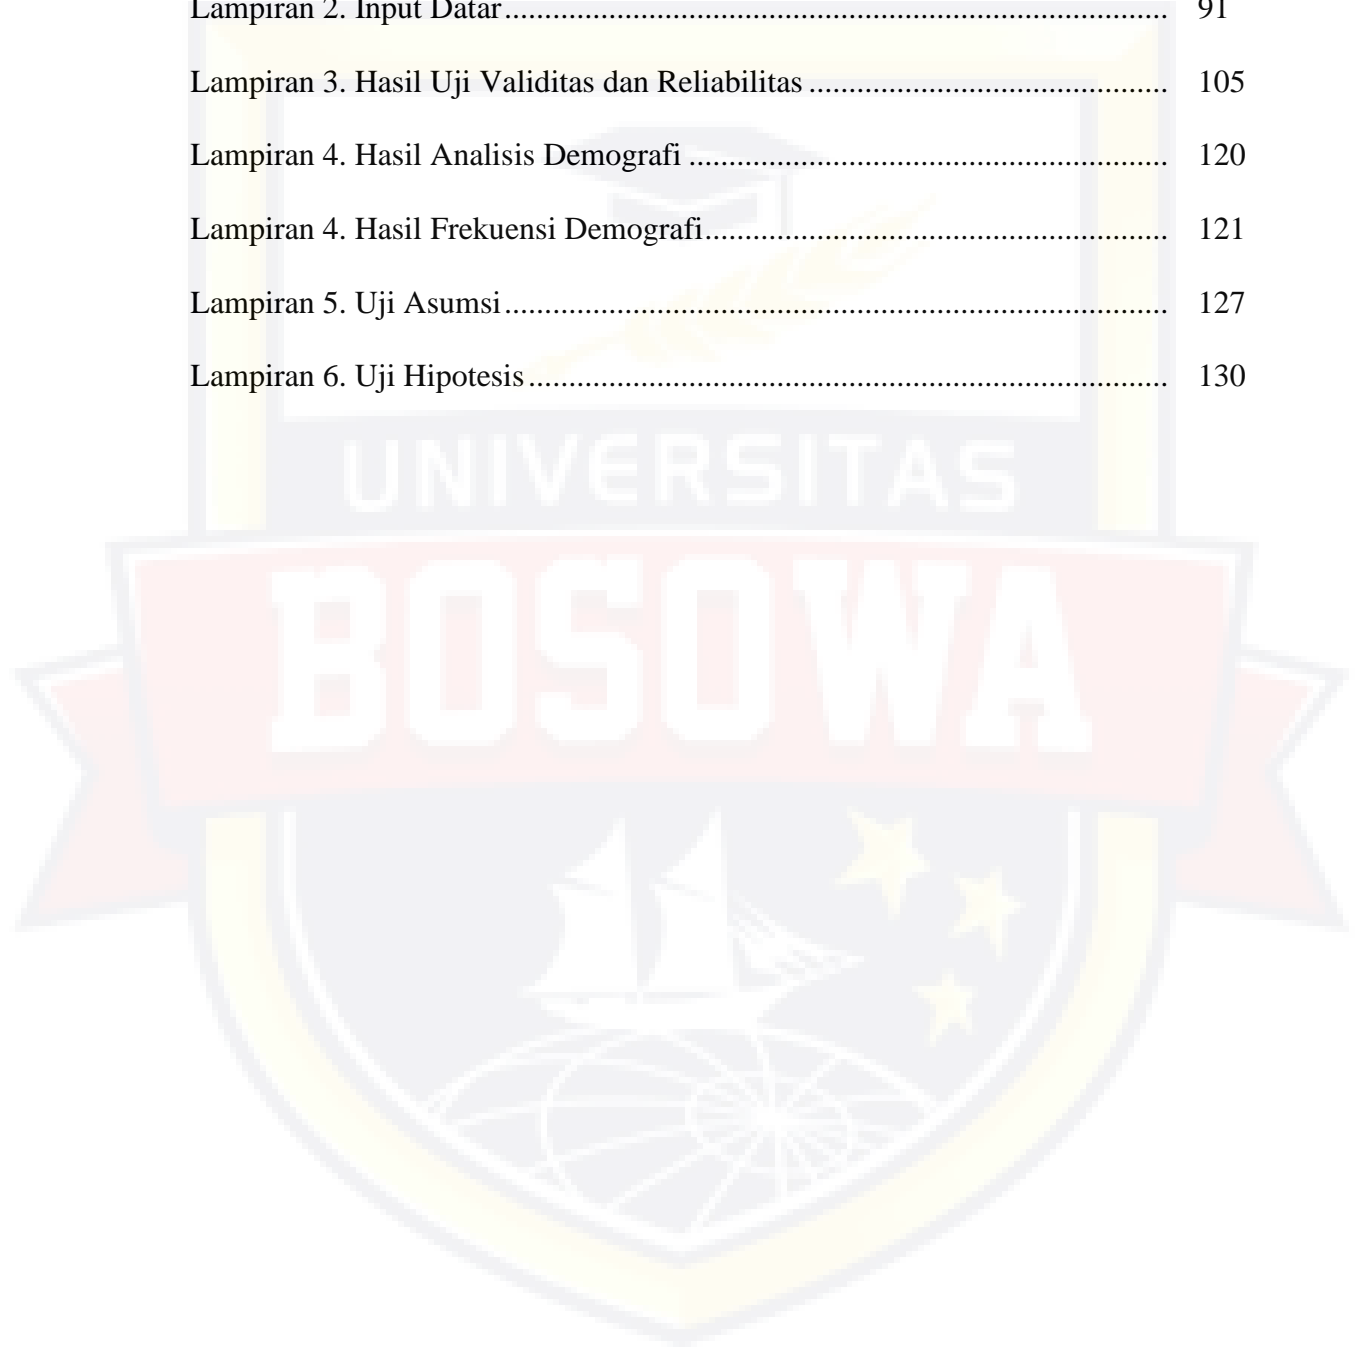 Lampiran 2. Input Datar........................................................................................ 91
Lampiran 3. Hasil Uji Validitas dan Reliabilitas ............................................... 105
Lampiran 4. Hasil Analisis Demografi ............................................................... 120
Lampiran 4. Hasil Frekuensi Demografi............................................................. 121
Lampiran 5. Uji Asumsi........................................................................................ 127
Lampiran 6. Uji Hipotesis..................................................................................... 130
UNIVERSITAS
BOSOWA